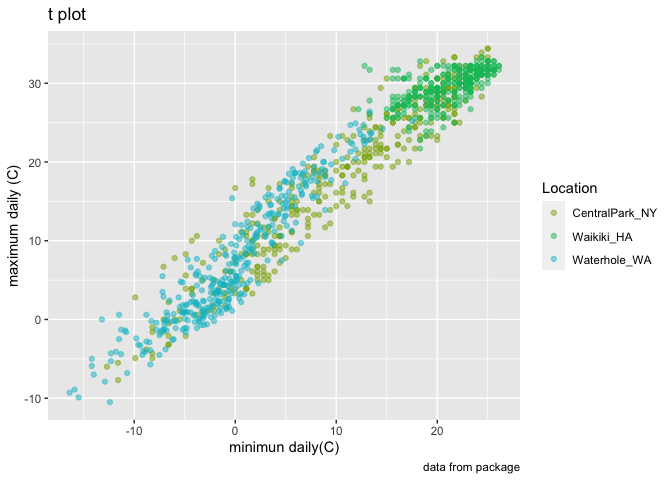 t plot
maximum daily (C)
30
20
10
0
-10
-10
0
10
20
minimun daily(C)
data from package
Location
CentralPark_NY
Waikiki_HA
Waterhole_WA